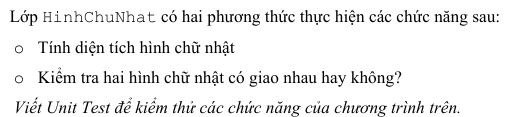 Lớp HinhChuNhat có hai phương thức thực hiện các chức năng sau:
o Tính diện tích hình chữ nhật
o Kiểm tra hai hình chữ nhật có giao nhau hay không?
Viết Unit Test để kiểm thử các chức năng của chương trình trên.